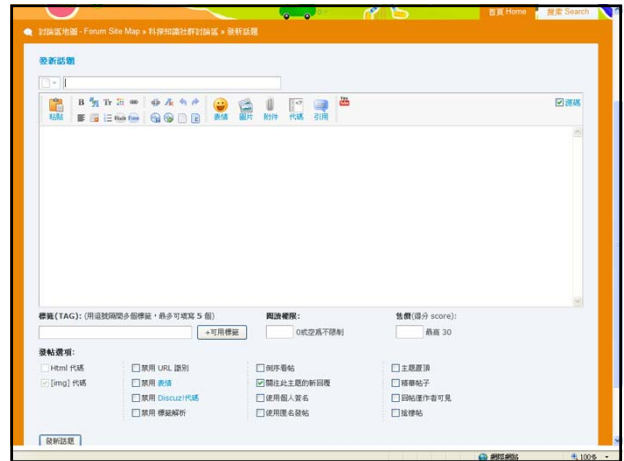 首頁 Home 搜索 Search
討論區地圖 - Forum Site Map » 科探知識社群討論區 » 發新話題
發新話題
B Tr
粘貼 表情 圖片 附件 代碼 引用 You Tube 源碼
標籤(TAG): (用逗號隔開多個標籤,最多可填寫 5 個) 閱讀權限: 售價(得分 score):
+可用標籤 0或空為不限制 最高 30
發帖選項:
Html 代碼 禁用 URL 識別 倒序看帖 主題置頂
[img] 代碼 禁用 表情 關注此主題的新回覆 精華帖子
禁用 Discuz!代碼 使用個人簽名 回帖僅作者可見
禁用 標籤解析 使用匿名發帖 搶樓帖
發新話題
網際網路 100%